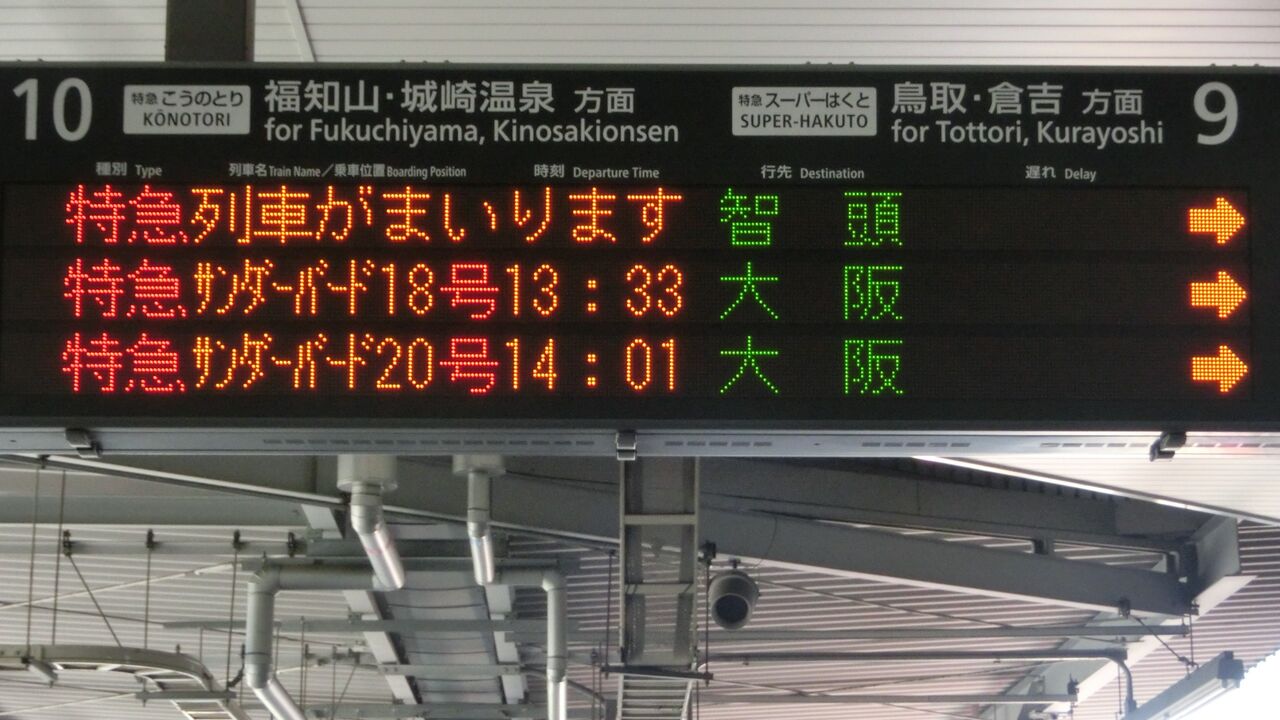 10 特急 こうのとり KŌNOTORI 福知山・城崎温泉 方面 for Fukuchiyama, Kinosakionsen
特急 スーパーはくと SUPER-HAKUTO 鳥取・倉吉 方面 for Tottori, Kurayoshi 9
種別 Type 列車名 Train Name／乗車位置 Boarding Position 時刻 Departure Time 行先 Destination 遅れ Delay
特急 列車がまいります 智頭 ➡
特急 サンダーバード18号 13：33 大阪 ➡
特急 サンダーバード20号 14：01 大阪 ➡